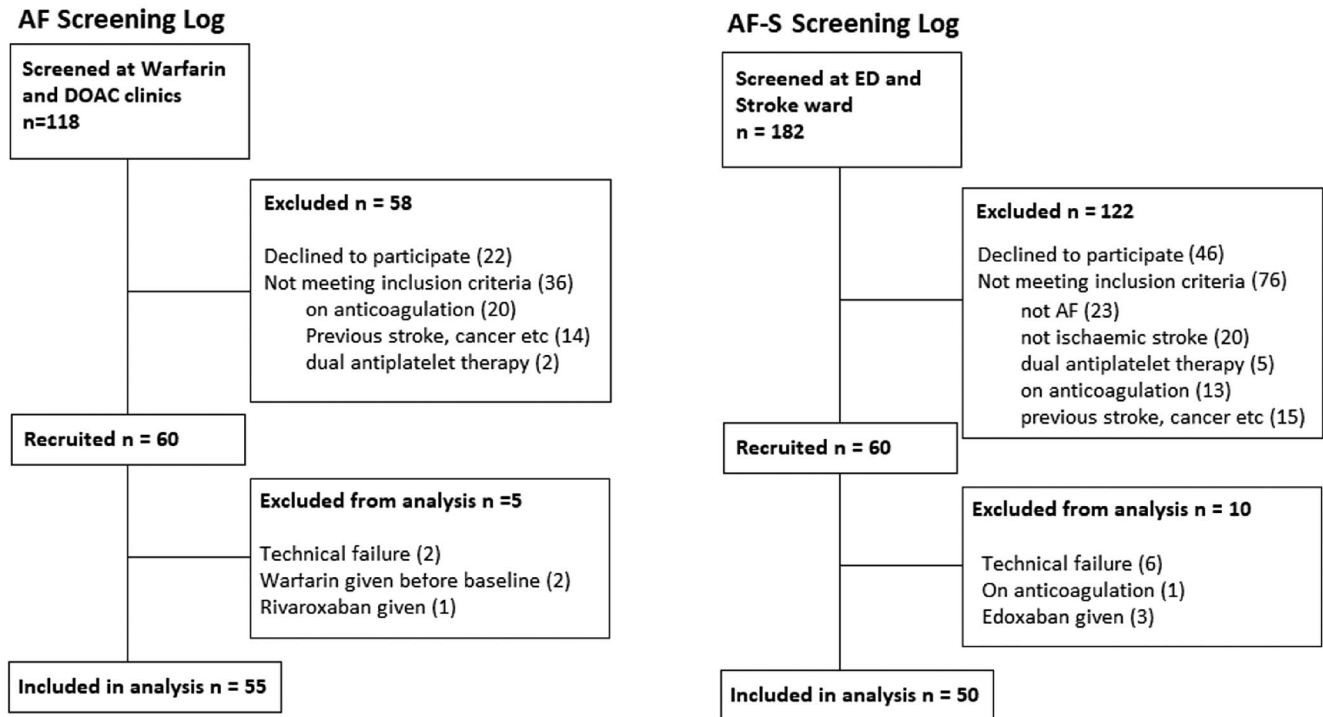 AF Screening Log
Screened at Warfarin
and DOAC clinics
n=118
Excluded n = 58
Declined to participate (22)
Not meeting inclusion criteria (36)
on anticoagulation (20)
Previous stroke, cancer etc (14)
dual antiplatelet therapy (2)
Recruited n = 60
Excluded from analysis n =5
Technical failure (2)
Warfarin given before baseline (2)
Rivaroxaban given (1)
Included in analysis n = 55
AF-S Screening Log
Screened at ED and
Stroke ward
n = 182
Excluded n = 122
Declined to participate (46)
Not meeting inclusion criteria (76)
not AF (23)
not ischaemic stroke (20)
dual antiplatelet therapy (5)
on anticoagulation (13)
previous stroke, cancer etc (15)
Recruited n = 60
Excluded from analysis n = 10
Technical failure (6)
On anticoagulation (1)
Edoxaban given (3)
Included in analysis n = 50